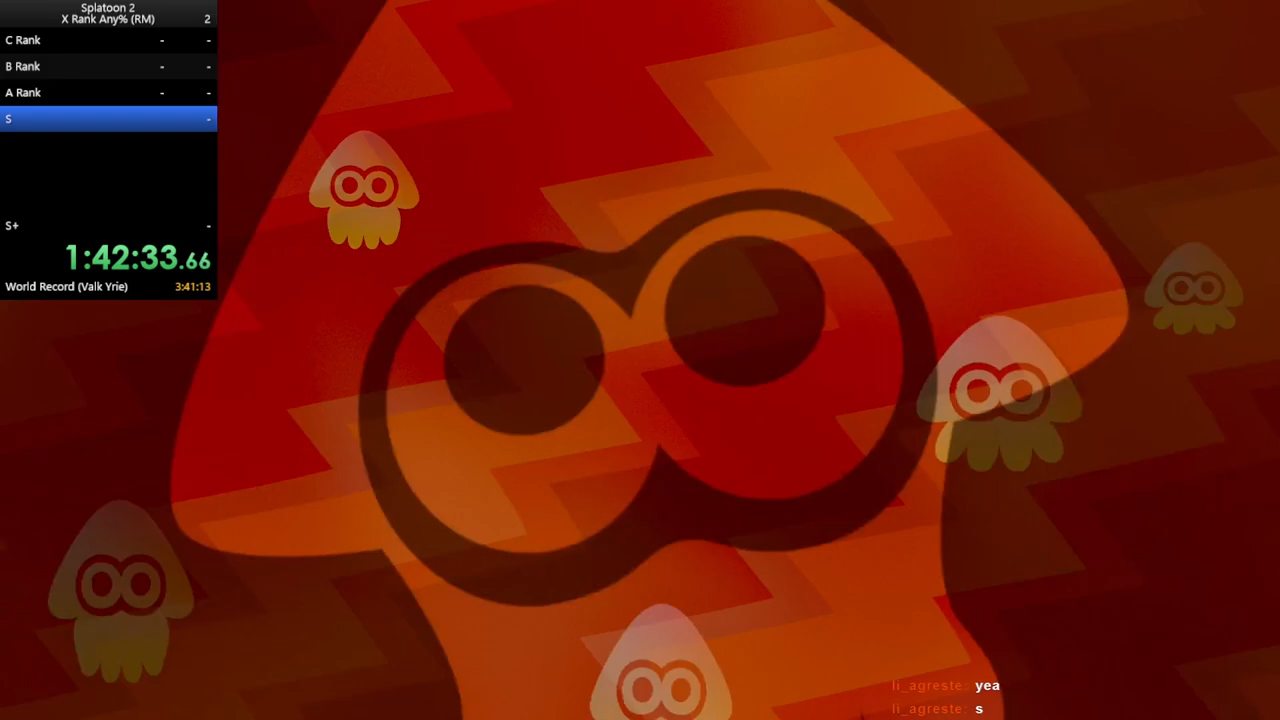 Splatoon 2
X Rank Any% (RM) 2
C Rank - -
B Rank - -
A Rank - -
S -
S+ -
1:42:33.66
World Record (Valk Yrie) 3:41:13
li_agreste: yea
li_agreste: s